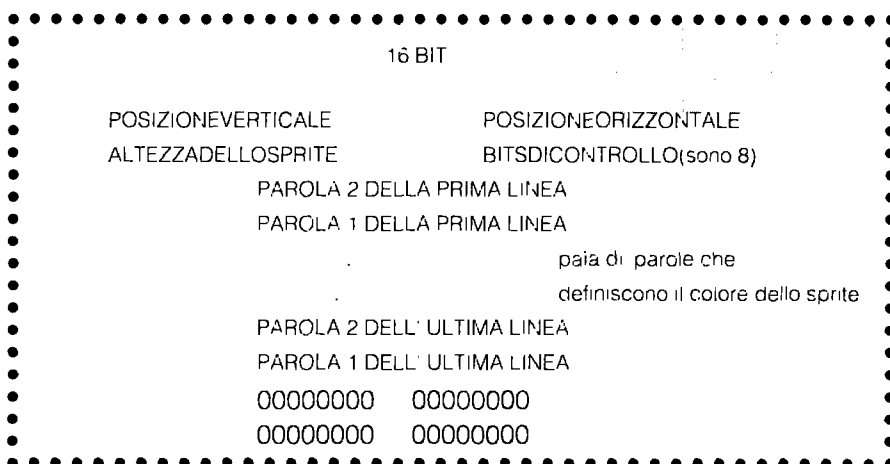 16 BIT
POSIZIONEVERTICALE POSIZIONEORIZZONTALE
ALTEZZADELLOSPRITE BITSDICONTROLLO(sono 8)
PAROLA 2 DELLA PRIMA LINEA
PAROLA 1 DELLA PRIMA LINEA
. paia di parole che
. definiscono il colore dello sprite
PAROLA 2 DELL' ULTIMA LINEA
PAROLA 1 DELL' ULTIMA LINEA
00000000 00000000
00000000 00000000